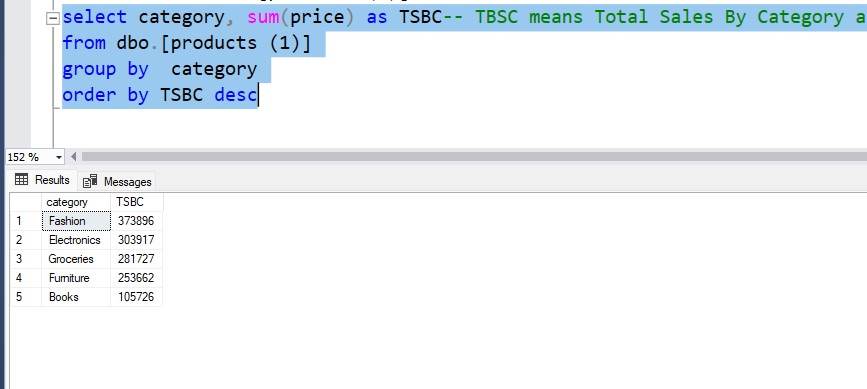 select category, sum(price) as TSBC-- TBSC means Total Sales By Category a
from dbo.[products (1)]
group by  category
order by TSBC desc
152 %
Results Messages
category TSBC
1 Fashion 373896
2 Electronics 303917
3 Groceries 281727
4 Furniture 253662
5 Books 105726